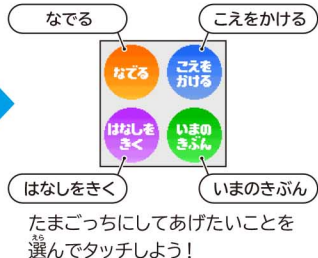 なでる
こえをかける
なでる
こえを
かける
はなしを
きく
いまの
きぶん
はなしをきく
いまのきぶん
たまごっちにしてあげたいことを
選んでタッチしよう!
えら